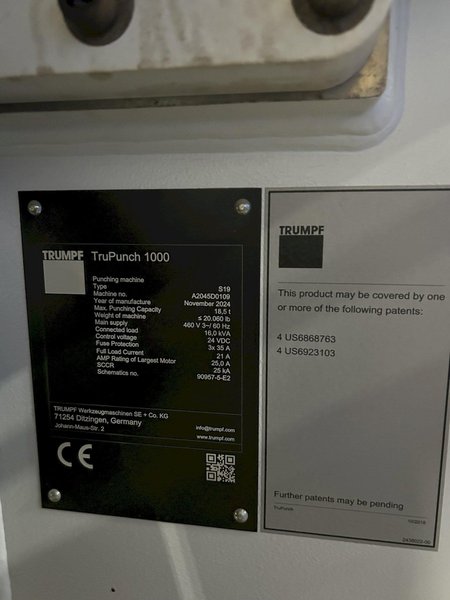 TRUMPF TruPunch 1000
Punching machine
Type S19
Machine no. A2045D0109
Year of manufacture November 2024
Max. Punching Capacity 18,5 t
Weight of machine ≤ 20.060 lb
Main supply 460 V 3~/ 60 Hz
Connected load 16,0 kVA
Control voltage 24 VDC
Fuse Protection 3x 35 A
Full Load Current 21 A
AMP Rating of Largest Motor 25,0 A
SCCR 25 kA
Schematics no. 90957-5-E2
TRUMPF Werkzeugmaschinen SE + Co. KG
71254 Ditzingen, Germany
Johann-Maus-Str. 2
info@trumpf.com
www.trumpf.com
CE
TRUMPF
This product may be covered by one
or more of the following patents:
4 US6868763
4 US6923103
Further patents may be pending
TruPunch
10/2018